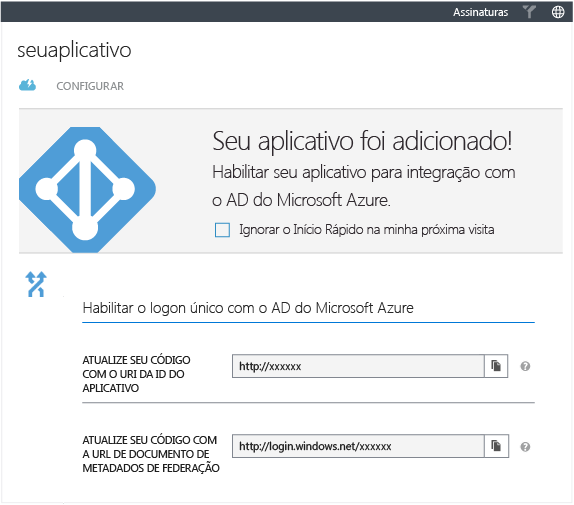 Assinaturas
seuaplicativo
CONFIGURAR
Seu aplicativo foi adicionado!
Habilitar seu aplicativo para integração com
o AD do Microsoft Azure.
Ignorar o Início Rápido na minha próxima visita
Habilitar o logon único com o AD do Microsoft Azure
ATUALIZE SEU CÓDIGO
COM O URI DA ID DO
APLICATIVO
http://xxxxxx
?
ATUALIZE SEU CÓDIGO COM
A URL DE DOCUMENTO DE
METADADOS DE FEDERAÇÃO
http://login.windows.net/xxxxxx
?